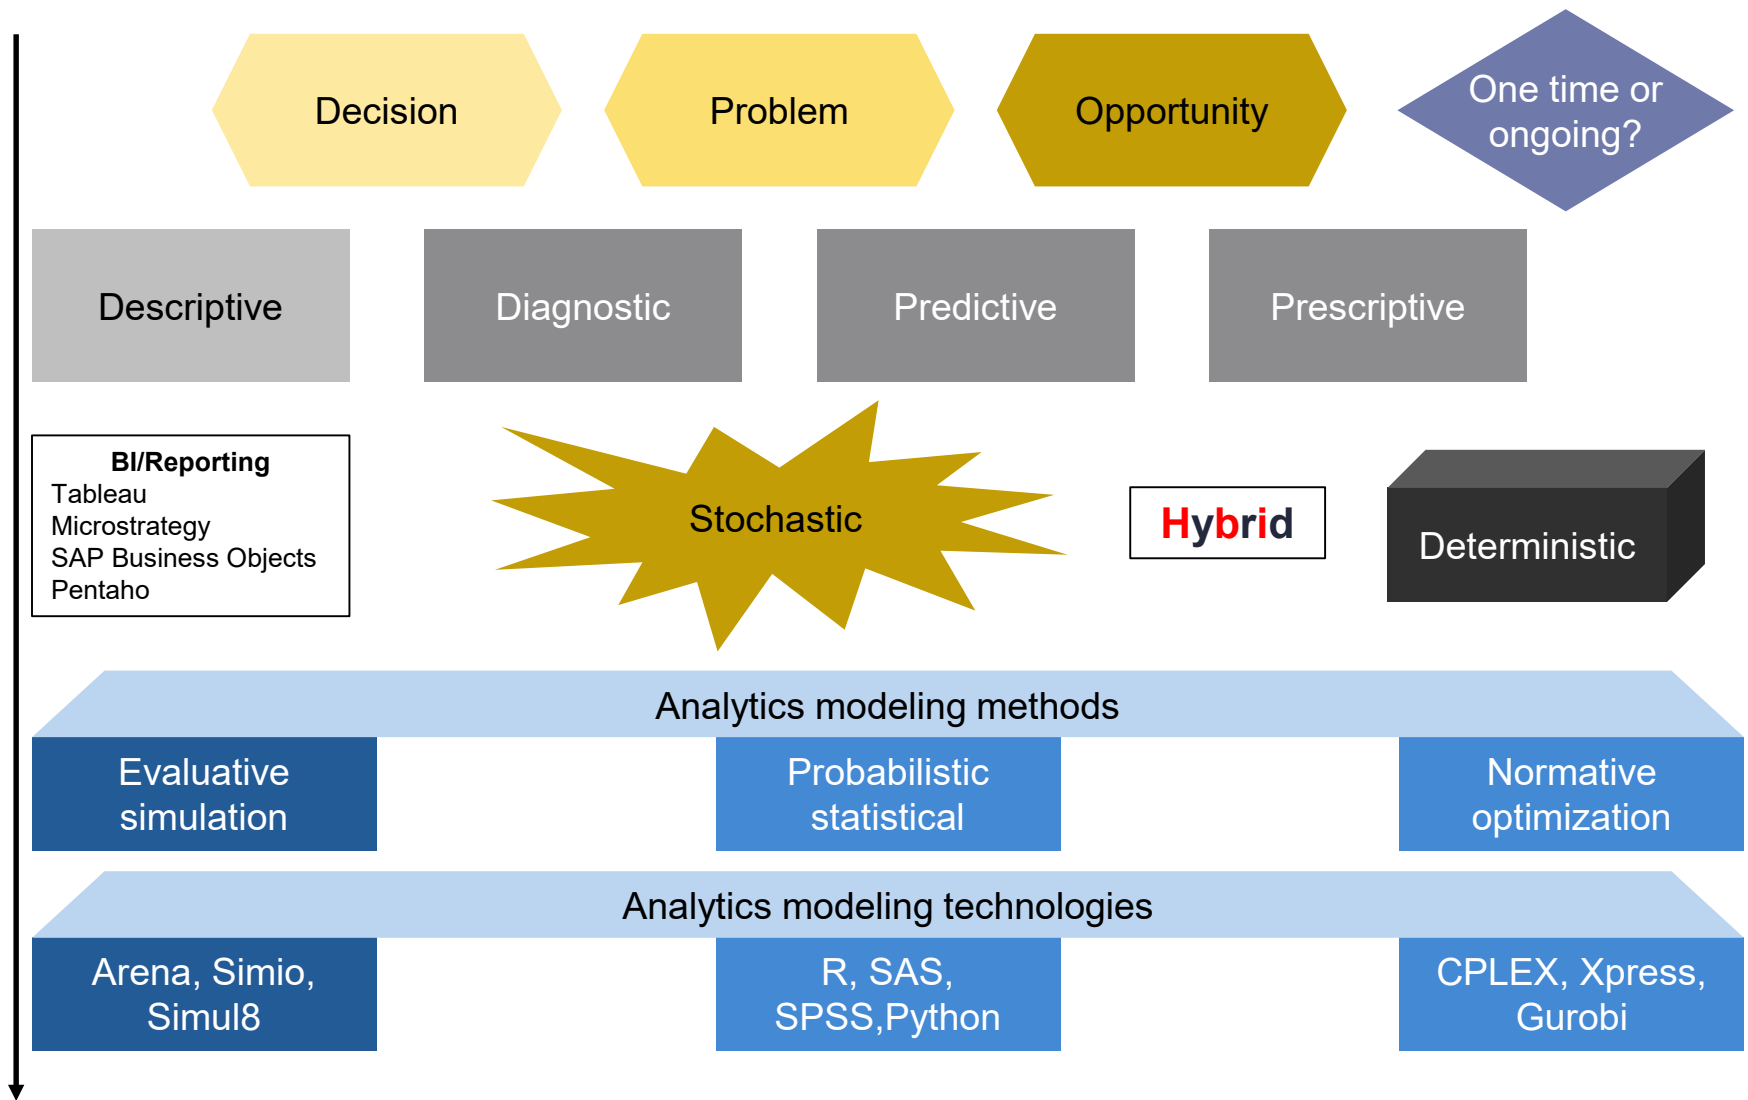 Decision
Problem
Opportunity
One time or
ongoing?
Descriptive
Diagnostic
Predictive
Prescriptive
BI/Reporting
Tableau
Microstrategy
SAP Business Objects
Pentaho
Stochastic
Hybrid
Deterministic
Analytics modeling methods
Evaluative
simulation
Probabilistic
statistical
Normative
optimization
Analytics modeling technologies
Arena, Simio,
Simul8
R, SAS,
SPSS,Python
CPLEX, Xpress,
Gurobi